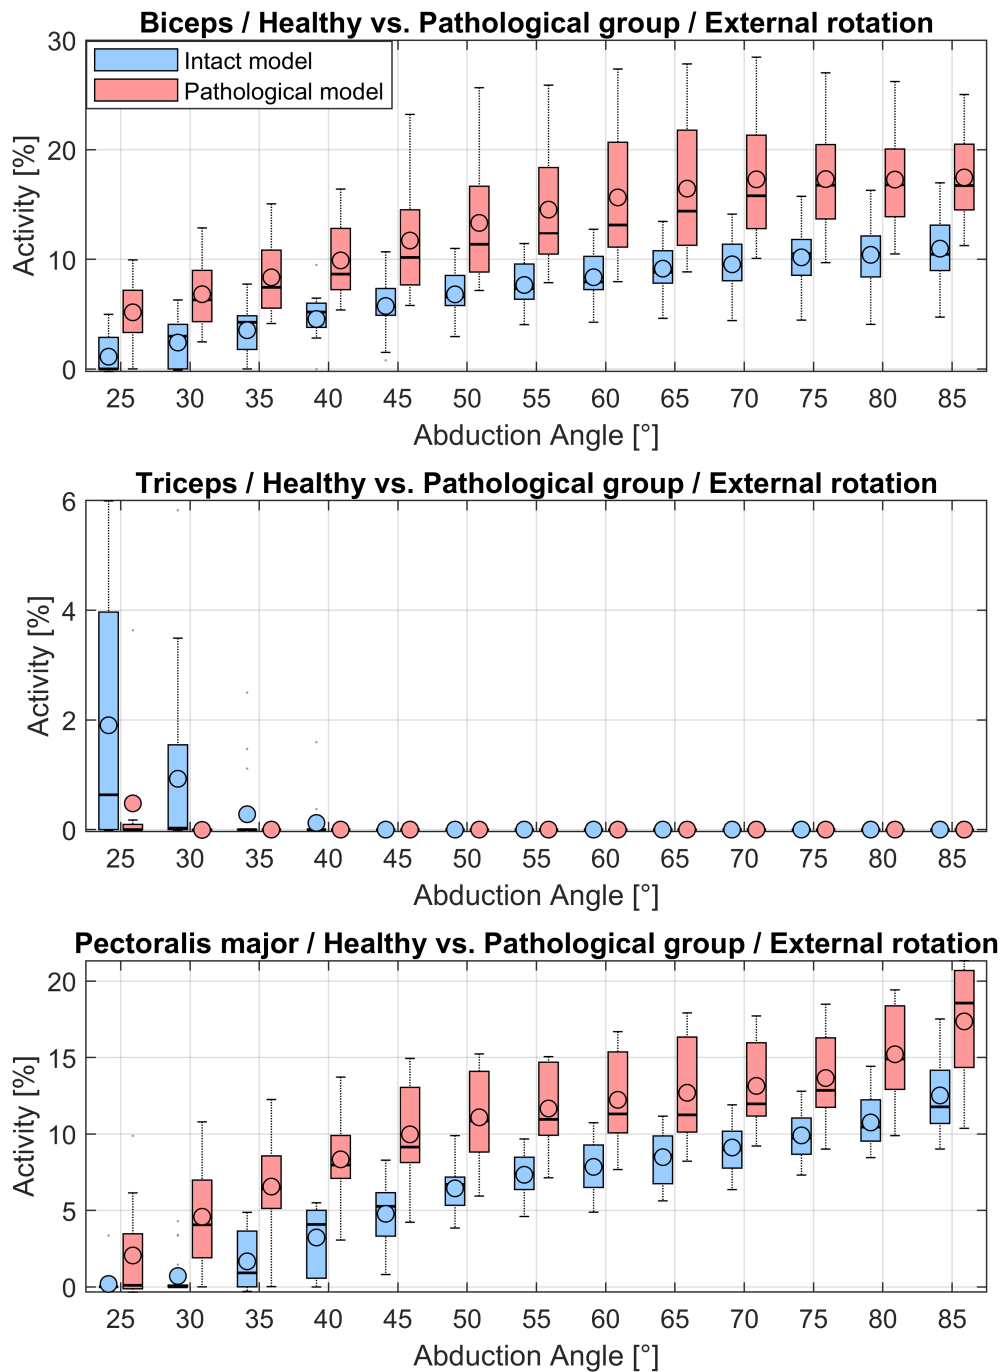 Biceps / Healthy vs. Pathological group / External rotation
Intact model
Pathological model
30
20
10
0
Activity [%]
25 30 35 40 45 50 55 60 65 70 75 80 85
Abduction Angle [°]
Triceps / Healthy vs. Pathological group / External rotation
6
4
2
0
Activity [%]
25 30 35 40 45 50 55 60 65 70 75 80 85
Abduction Angle [°]
Pectoralis major / Healthy vs. Pathological group / External rotation
20
15
10
5
0
Activity [%]
25 30 35 40 45 50 55 60 65 70 75 80 85
Abduction Angle [°]